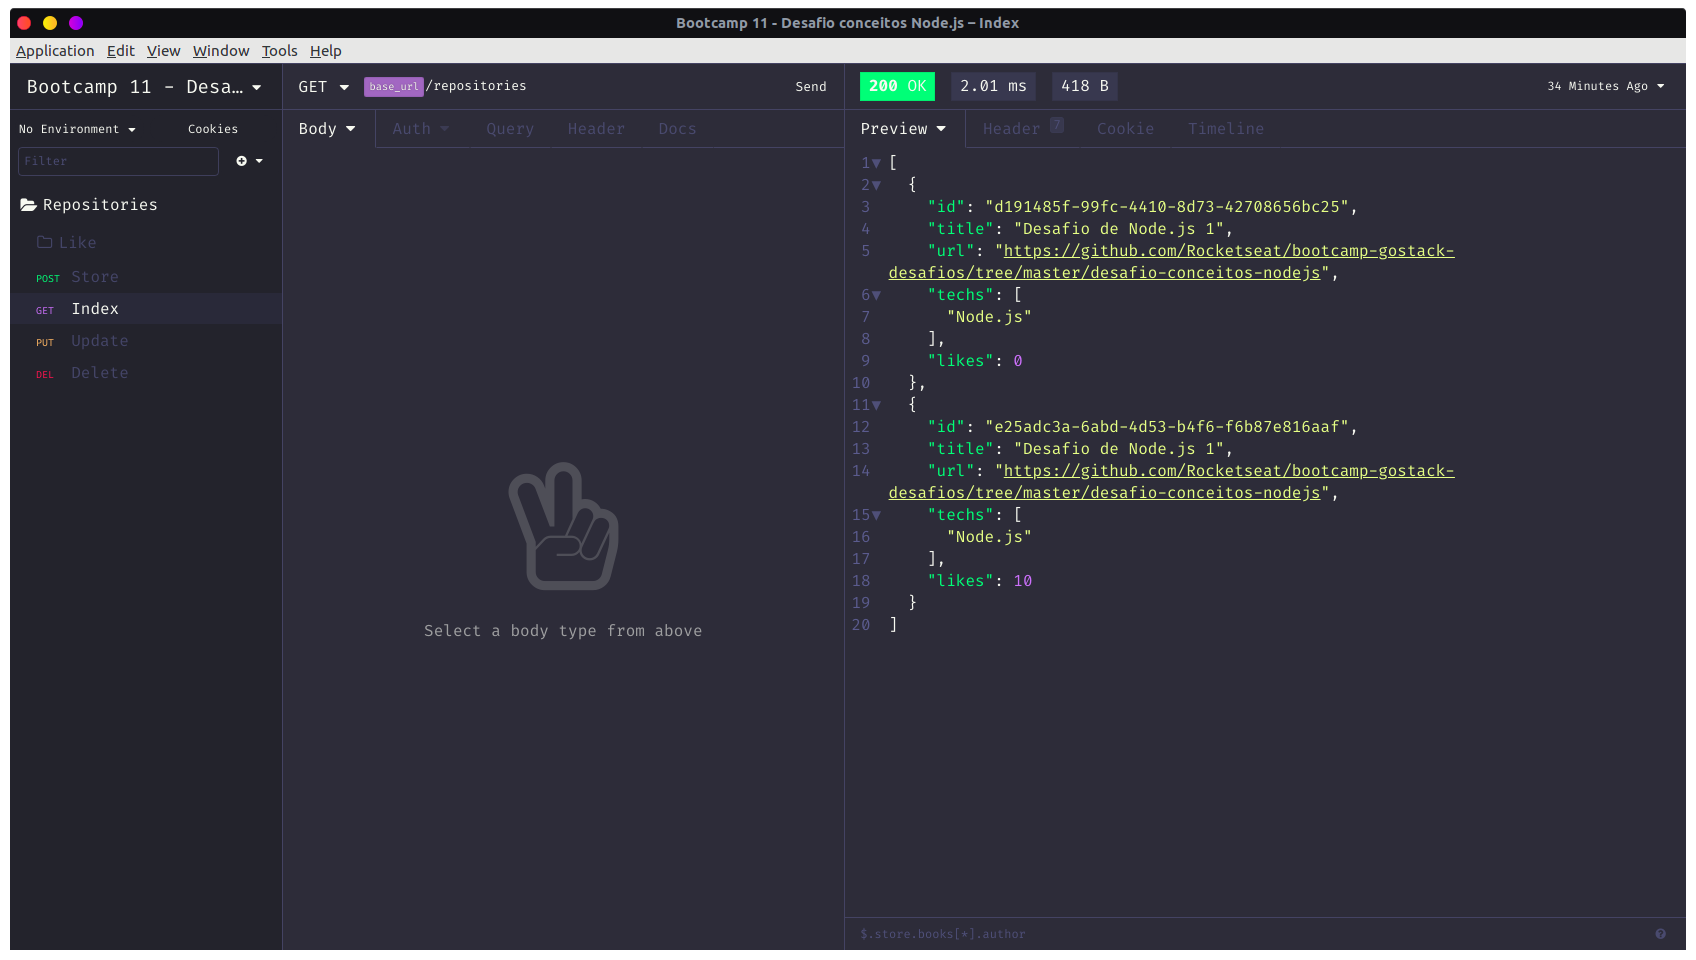 Bootcamp 11 - Desafio conceitos Node.js – Index
Application Edit View Window Tools Help
Bootcamp 11 - Desa…
GET base_url/repositories Send
200 OK 2.01 ms 418 B 34 Minutes Ago
No Environment Cookies
Body Auth Query Header Docs
Preview Header 7 Cookie Timeline
Filter
Repositories
Like
POST Store
GET Index
PUT Update
DEL Delete
Select a body type from above
1 [
2 {
3 "id": "d191485f-99fc-4410-8d73-42708656bc25",
4 "title": "Desafio de Node.js 1",
5 "url": "https://github.com/Rocketseat/bootcamp-gostack-
desafios/tree/master/desafio-conceitos-nodejs",
6 "techs": [
7 "Node.js"
8 ],
9 "likes": 0
10 },
11 {
12 "id": "e25adc3a-6abd-4d53-b4f6-f6b87e816aaf",
13 "title": "Desafio de Node.js 1",
14 "url": "https://github.com/Rocketseat/bootcamp-gostack-
desafios/tree/master/desafio-conceitos-nodejs",
15 "techs": [
16 "Node.js"
17 ],
18 "likes": 10
19 }
20 ]
$.store.books[*].author